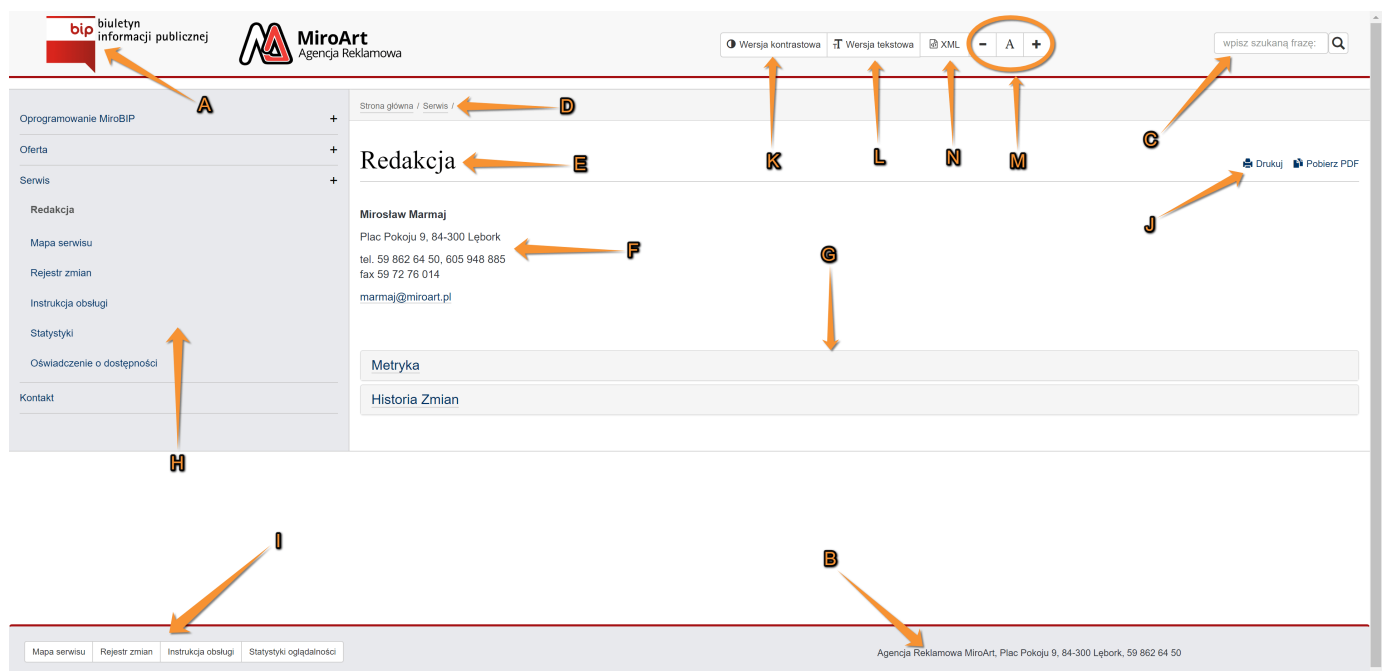 bip biuletyn
informacji publicznej
MiroArt
Agencja Reklamowa
Wersja kontrastowa
Wersja tekstowa
XML
- A +
wpisz szukaną frazę:
A
K
L
N
M
C
Oprogramowanie MiroBIP +
Oferta +
Serwis +
Redakcja
Mapa serwisu
Rejestr zmian
Instrukcja obsługi
Statystyki
Oświadczenie o dostępności
Kontakt
H
Strona główna / Serwis /
D
Redakcja
E
Drukuj
Pobierz PDF
J
Mirosław Marmaj
Plac Pokoju 9, 84-300 Lębork
tel. 59 862 64 50, 605 948 885
fax 59 72 76 014
marmaj@miroart.pl
F
G
Metryka
Historia Zmian
I
B
Mapa serwisu
Rejestr zmian
Instrukcja obsługi
Statystyki oglądalności
Agencja Reklamowa MiroArt, Plac Pokoju 9, 84-300 Lębork, 59 862 64 50